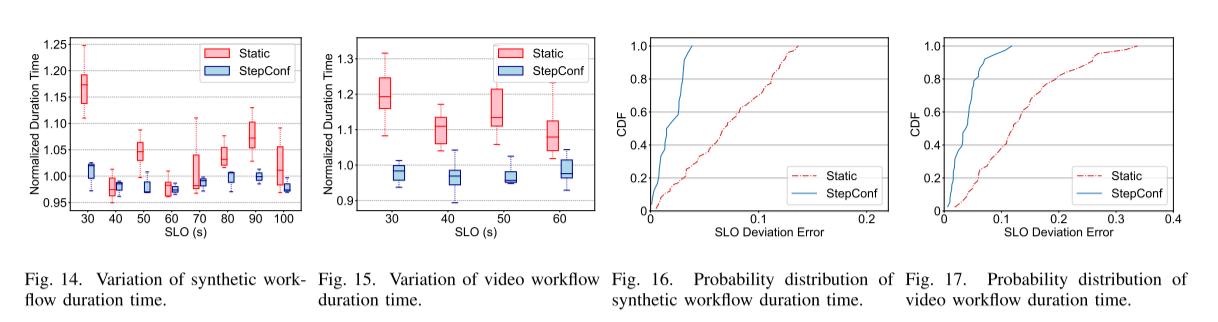 1.25
1.20
1.15
1.10
1.05
1.00
0.95
Normalized Duration Time
Static
StepConf
30 40 50 60 70 80 90 100
SLO (s)
1.3
1.2
1.1
1.0
0.9
Normalized Duration Time
Static
StepConf
30 40 50 60
SLO (s)
1.0
0.8
0.6
0.4
0.2
0
CDF
Static
StepConf
0 0.1 0.2
SLO Deviation Error
1.0
0.8
0.6
0.4
0.2
0
CDF
Static
StepConf
0 0.1 0.2 0.3 0.4
SLO Deviation Error
Fig. 14. Variation of synthetic work-
flow duration time.
Fig. 15. Variation of video workflow
duration time.
Fig. 16. Probability distribution of
synthetic workflow duration time.
Fig. 17. Probability distribution of
video workflow duration time.